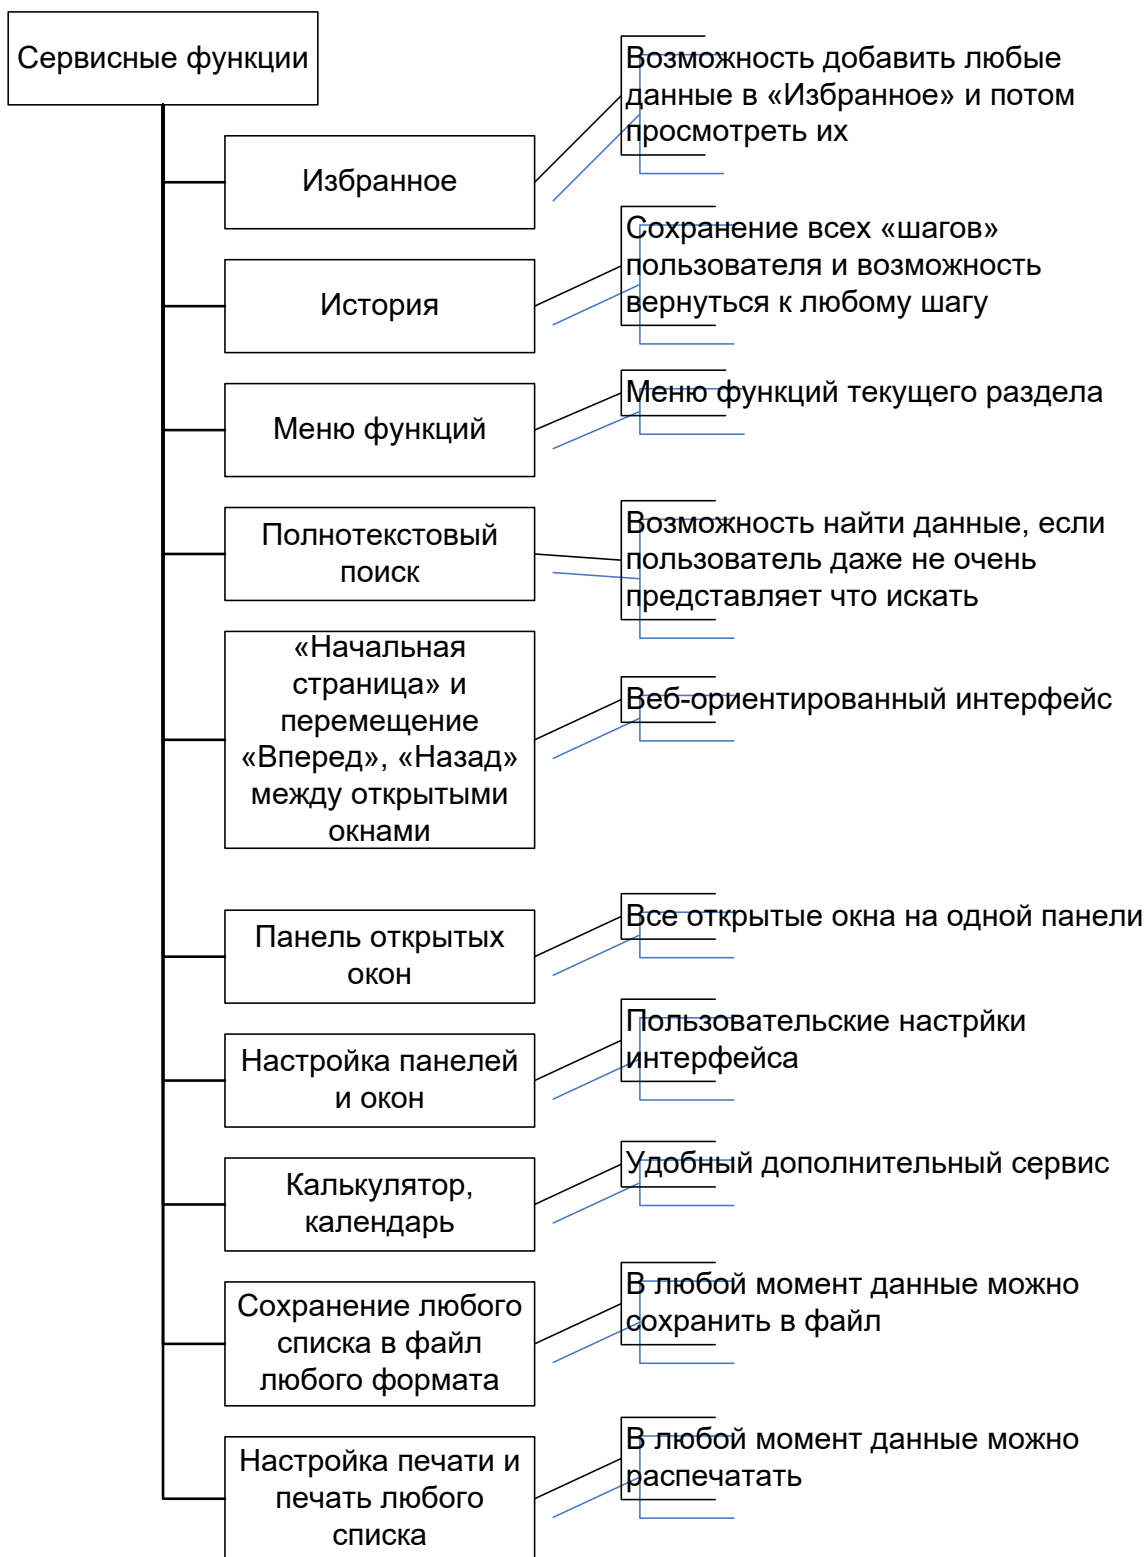 Сервисные функции
Возможность добавить любые
данные в «Избранное» и потом
просмотреть их
Избранное
Сохранение всех «шагов»
пользователя и возможность
вернуться к любому шагу
История
Меню функций текущего раздела
Меню функций
Возможность найти данные, если
пользователь даже не очень
представляет что искать
Полнотекстовый
поиск
«Начальная
страница» и
перемещение
«Вперед», «Назад»
между открытыми
окнами
Веб-ориентированный интерфейс
Все открытые окна на одной панели
Панель открытых
окон
Пользовательские настрйки
интерфейса
Настройка панелей
и окон
Удобный дополнительный сервис
Калькулятор,
календарь
В любой момент данные можно
сохранить в файл
Сохранение любого
списка в файл
любого формата
В любой момент данные можно
распечатать
Настройка печати и
печать любого
списка